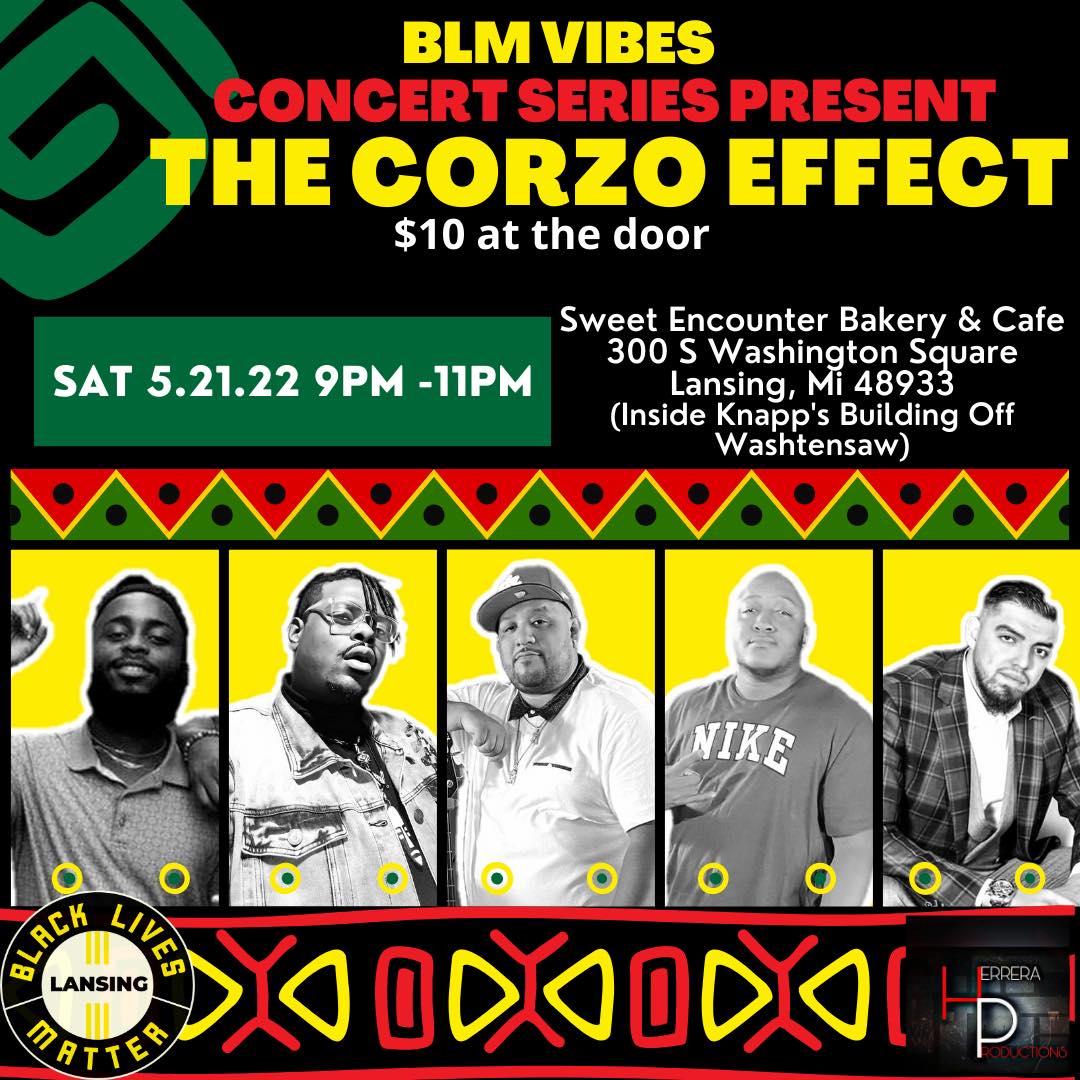 BLM VIBES
CONCERT SERIES PRESENT
THE CORZO EFFECT
$10 at the door
SAT 5.21.22 9PM -11PM
Sweet Encounter Bakery & Cafe
300 S Washington Square
Lansing, Mi 48933
(Inside Knapp's Building Off
Washtensaw)
NIKE
BLACK LIVES
LANSING
MATTER
HERRERA
PRODUCTIONS